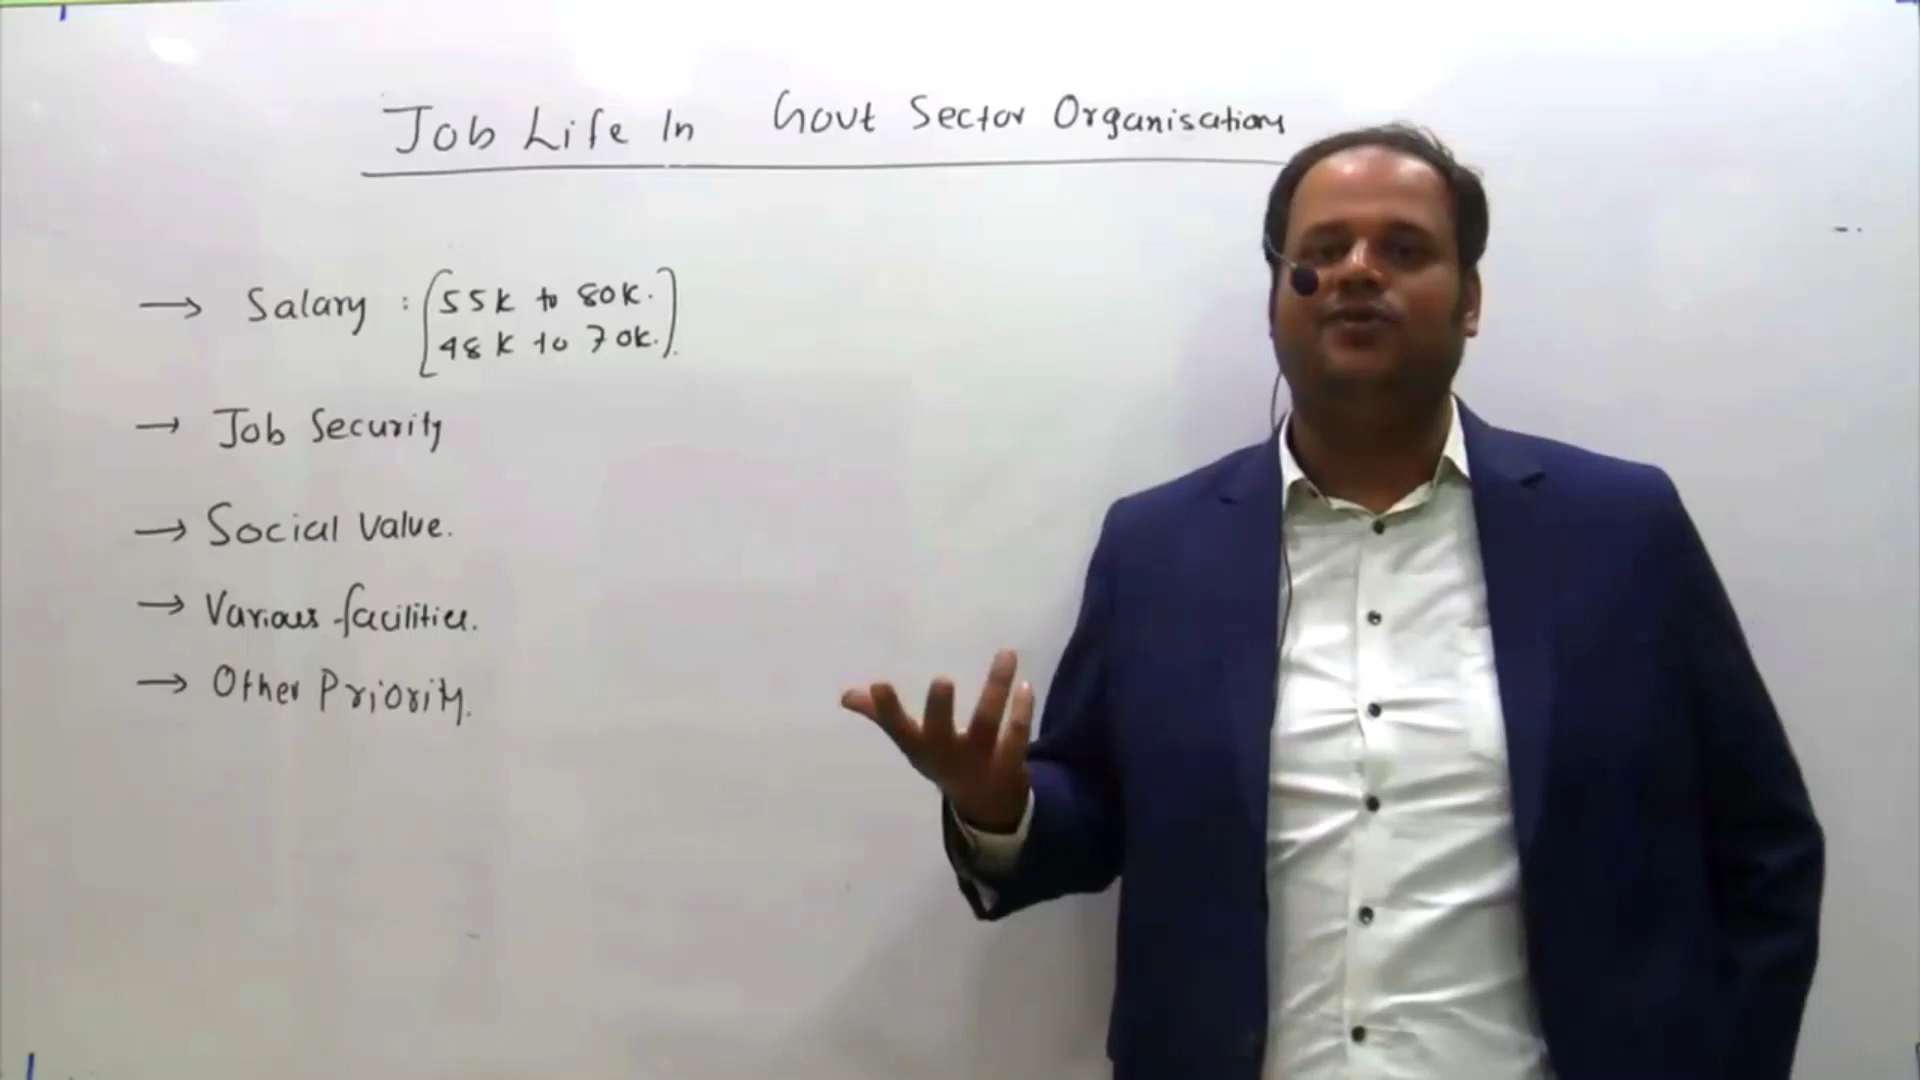 Job Life In Govt Sector Organisations
→ Salary : [55K to 80K.
48K to 70K.]
→ Job Security
→ Social Value.
→ Various facilities.
→ Other Priority.